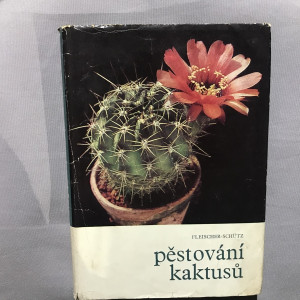 FLEISCHER-SCHÜTZ
pěstování
kaktusů